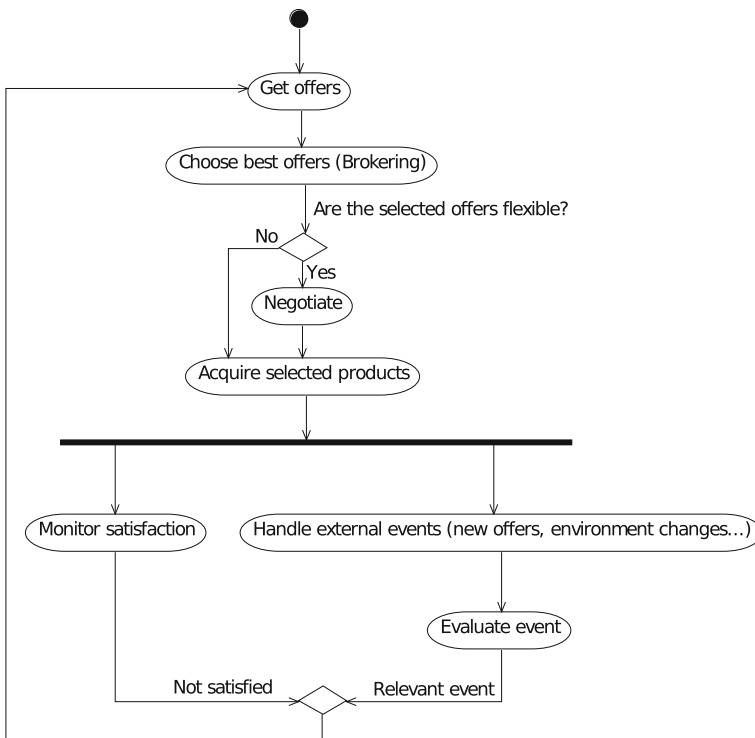 Get offers
Choose best offers (Brokering)
Are the selected offers flexible?
No
Yes
Negotiate
Acquire selected products
Monitor satisfaction
Handle external events (new offers, environment changes...)
Evaluate event
Not satisfied
Relevant event